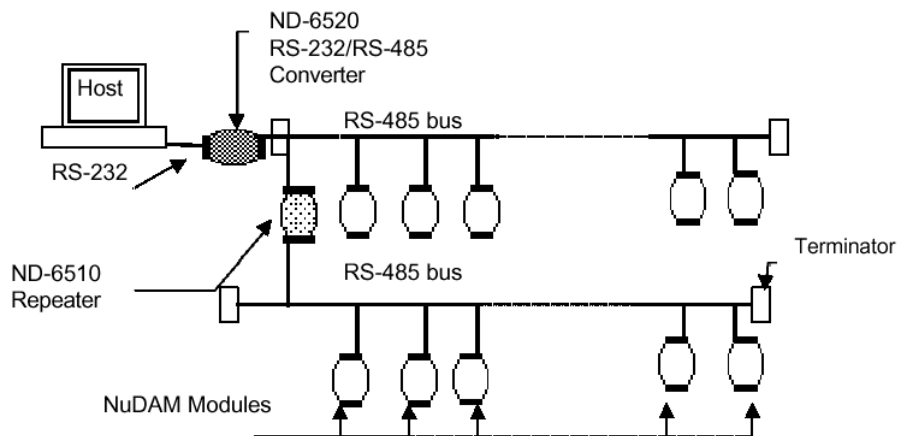 ND-6520
RS-232/RS-485
Converter
Host
RS-485 bus
RS-232
Terminator
ND-6510
Repeater
RS-485 bus
NuDAM Modules